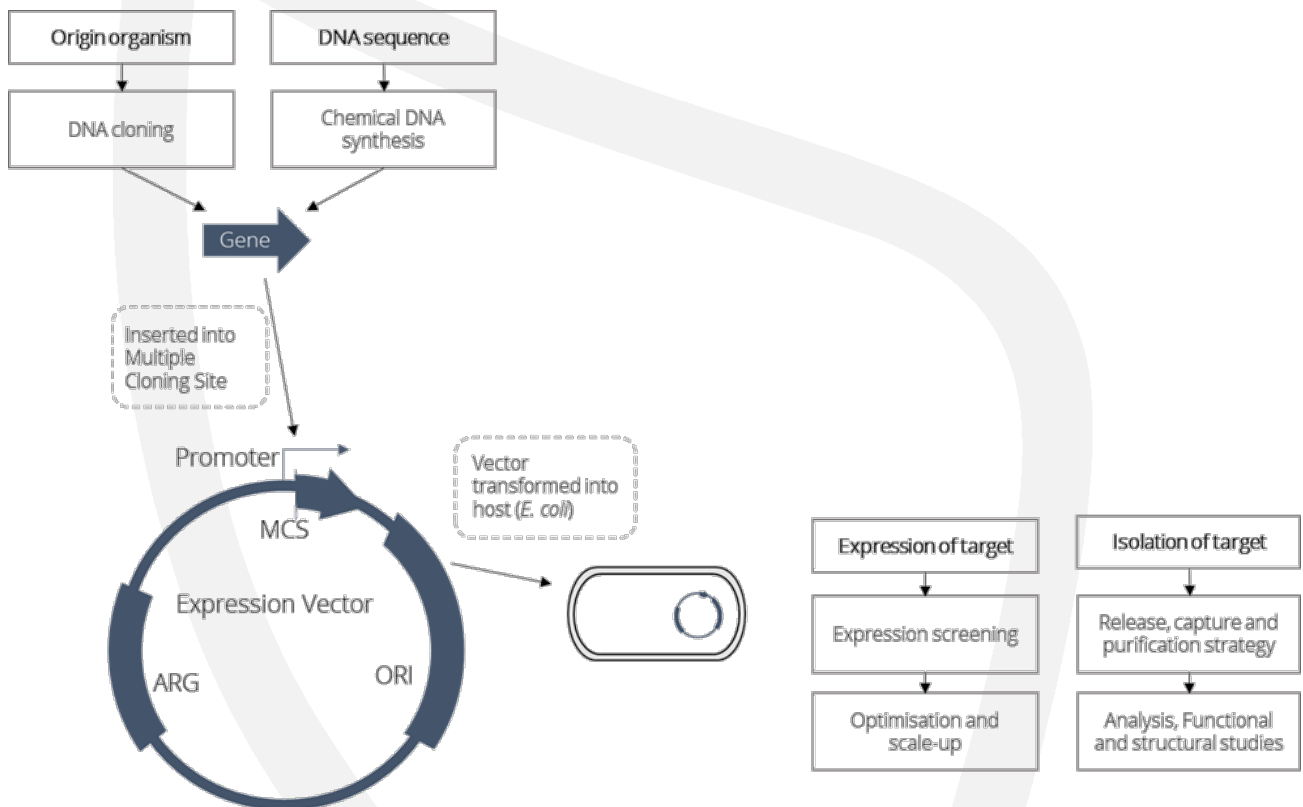 Origin organism
DNA sequence
DNA cloning
Chemical DNA
synthesis
Gene
Inserted into
Multiple
Cloning Site
Promoter
MCS
Expression Vector
ARG
ORI
Vector
transformed into
host (E. coli)
Expression of target
Expression screening
Optimisation and
scale-up
Isolation of target
Release, capture and
purification strategy
Analysis, Functional
and structural studies